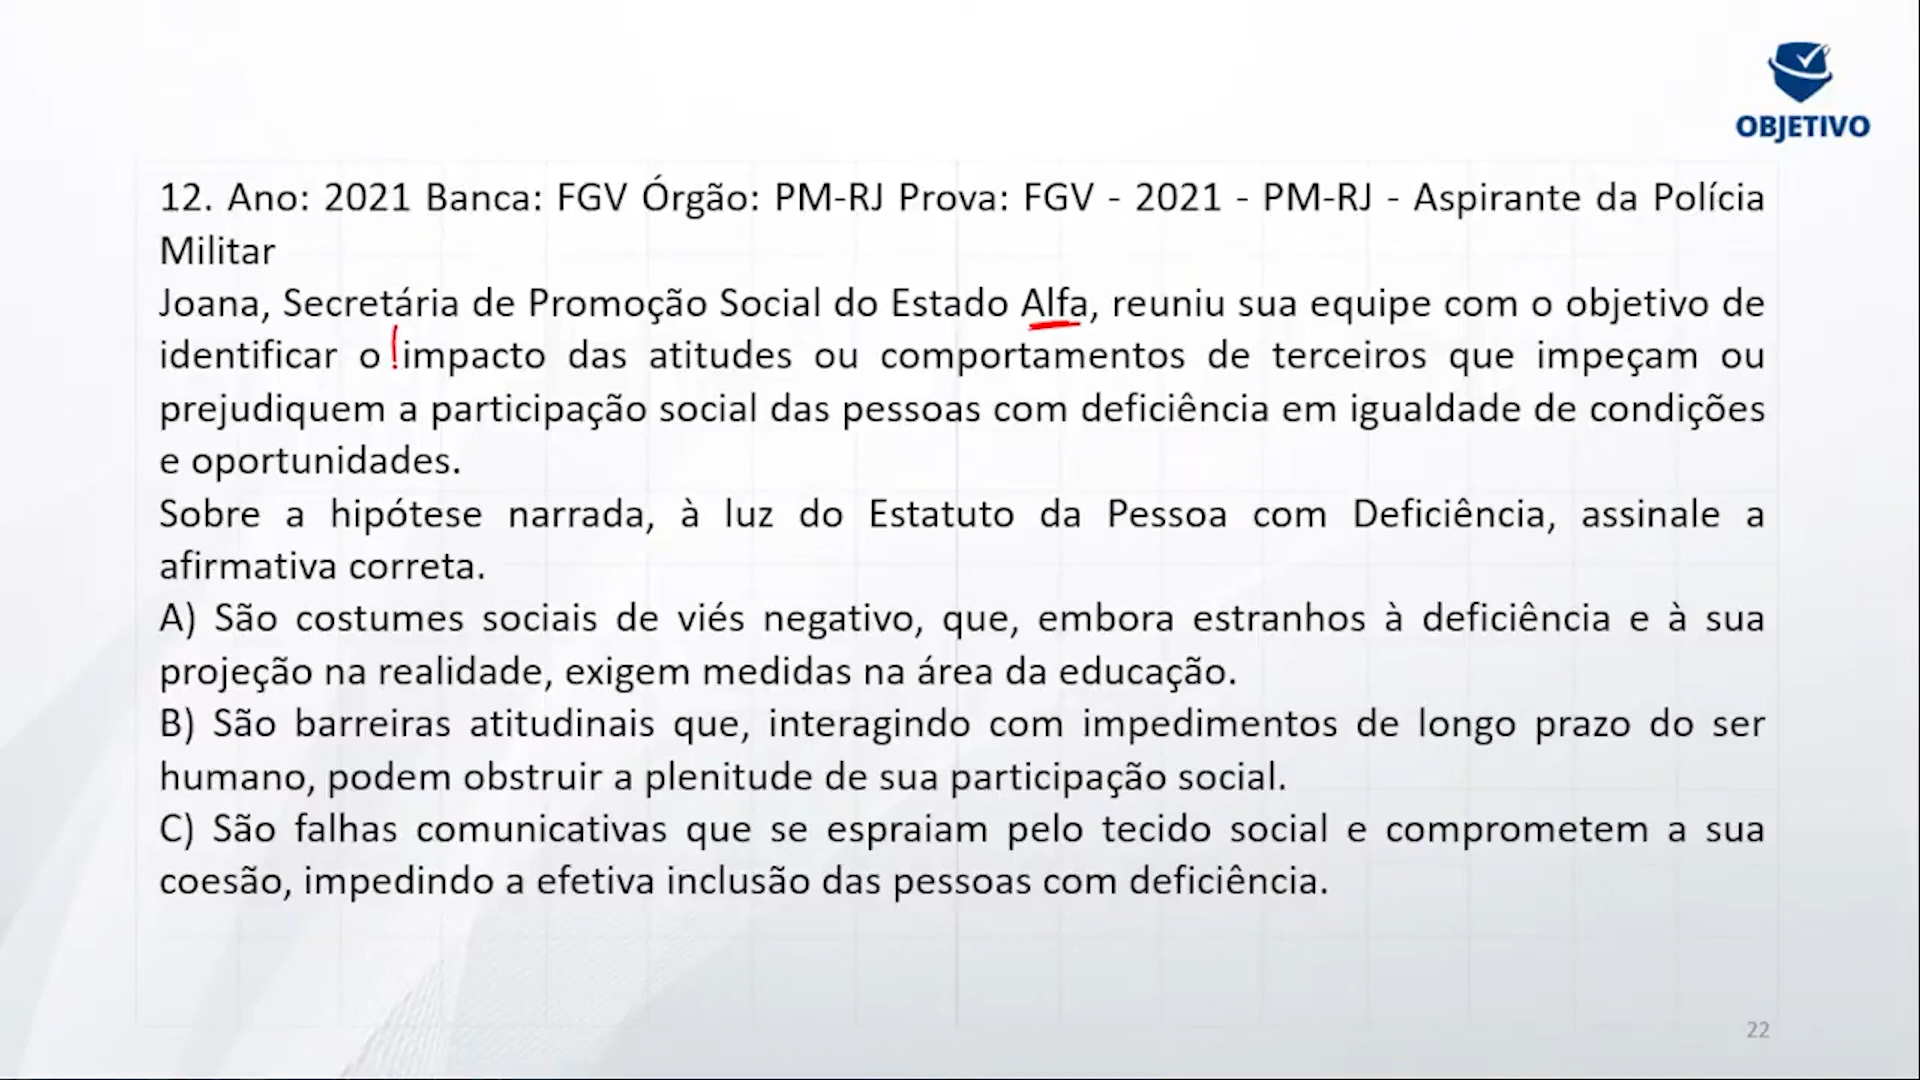 OBJETIVO
12. Ano: 2021 Banca: FGV Órgão: PM-RJ Prova: FGV - 2021 - PM-RJ - Aspirante da Polícia
Militar
Joana, Secretária de Promoção Social do Estado Alfa, reuniu sua equipe com o objetivo de
identificar o impacto das atitudes ou comportamentos de terceiros que impeçam ou
prejudiquem a participação social das pessoas com deficiência em igualdade de condições
e oportunidades.
Sobre a hipótese narrada, à luz do Estatuto da Pessoa com Deficiência, assinale a
afirmativa correta.
A) São costumes sociais de viés negativo, que, embora estranhos à deficiência e à sua
projeção na realidade, exigem medidas na área da educação.
B) São barreiras atitudinais que, interagindo com impedimentos de longo prazo do ser
humano, podem obstruir a plenitude de sua participação social.
C) São falhas comunicativas que se espraiam pelo tecido social e comprometem a sua
coesão, impedindo a efetiva inclusão das pessoas com deficiência.
22